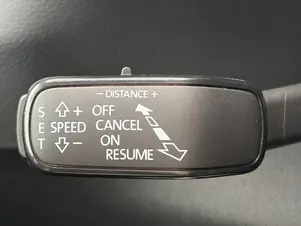 - DISTANCE +
S + OFF
E SPEED CANCEL
ON
T - RESUME